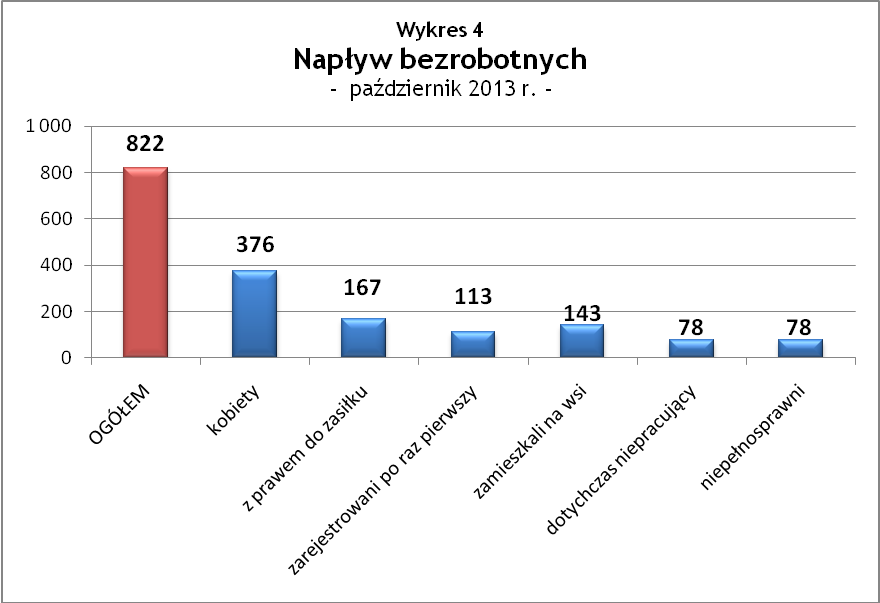 Wykres 4
Napływ bezrobotnych
- październik 2013 r. -
1 000
800
600
400
200
0
822
376
167
113
143
78
78
OGÓŁEM
kobiety
z prawem do zasiłku
zarejestrowani po raz pierwszy
zamieszkali na wsi
dotychczas niepracujący
niepełnosprawni